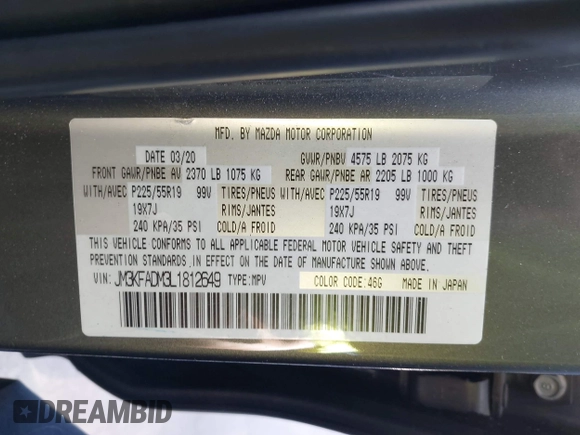 MFD. BY MAZDA MOTOR CORPORATION
DATE 03/20 GVWR/PNBV 4575 LB 2075 KG
FRONT GAWR/PNBE AV 2370 LB 1075 KG REAR GAWR/PNBE AR 2205 LB 1000 KG
WITH/AVEC P225/55R19 99V TIRES/PNEUS WITH/AVEC P225/55R19 99V TIRES/PNEUS
19X7J RIMS/JANTES 19X7J RIMS/JANTES
240 KPA/35 PSI COLD/A FROID 240 KPA/35 PSI COLD/A FROID
THIS VEHICLE CONFORMS TO ALL APPLICABLE FEDERAL MOTOR VEHICLE SAFETY AND THEFT
PREVENTION STANDARDS IN EFFECT ON THE DATE OF MANUFACTURE SHOWN ABOVE.
VIN: JM3KFADM3L1812649 TYPE: MPV COLOR CODE: 46G MADE IN JAPAN
DREAMBID